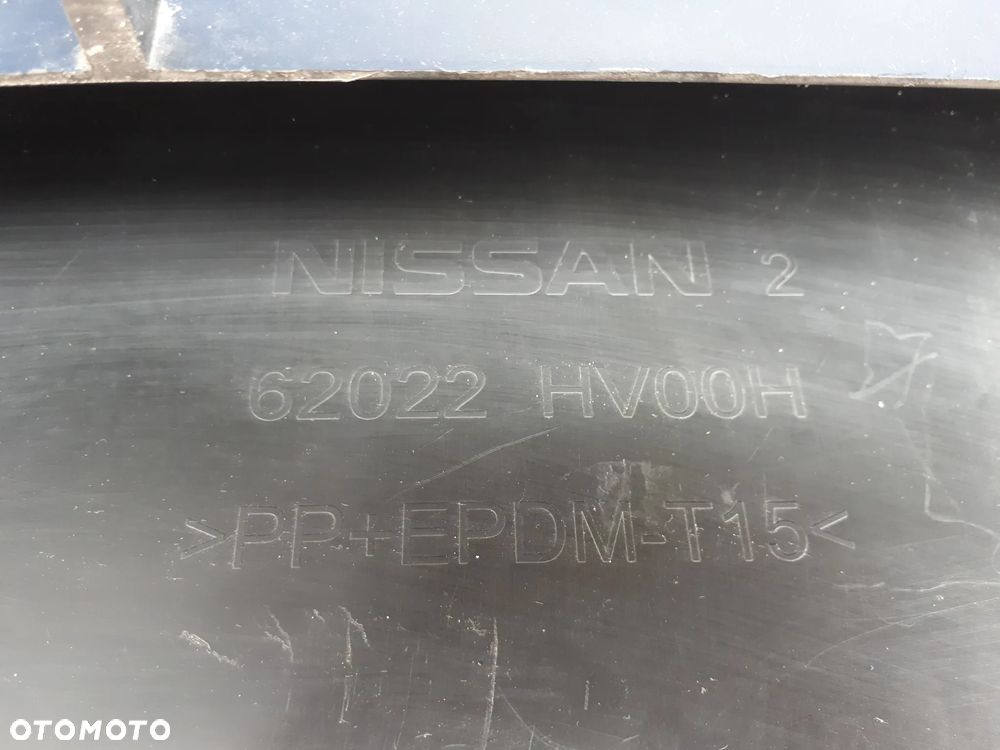 NISSAN 2
62022 HV00H
>PP+EPDM-T15<
OTOMOTO